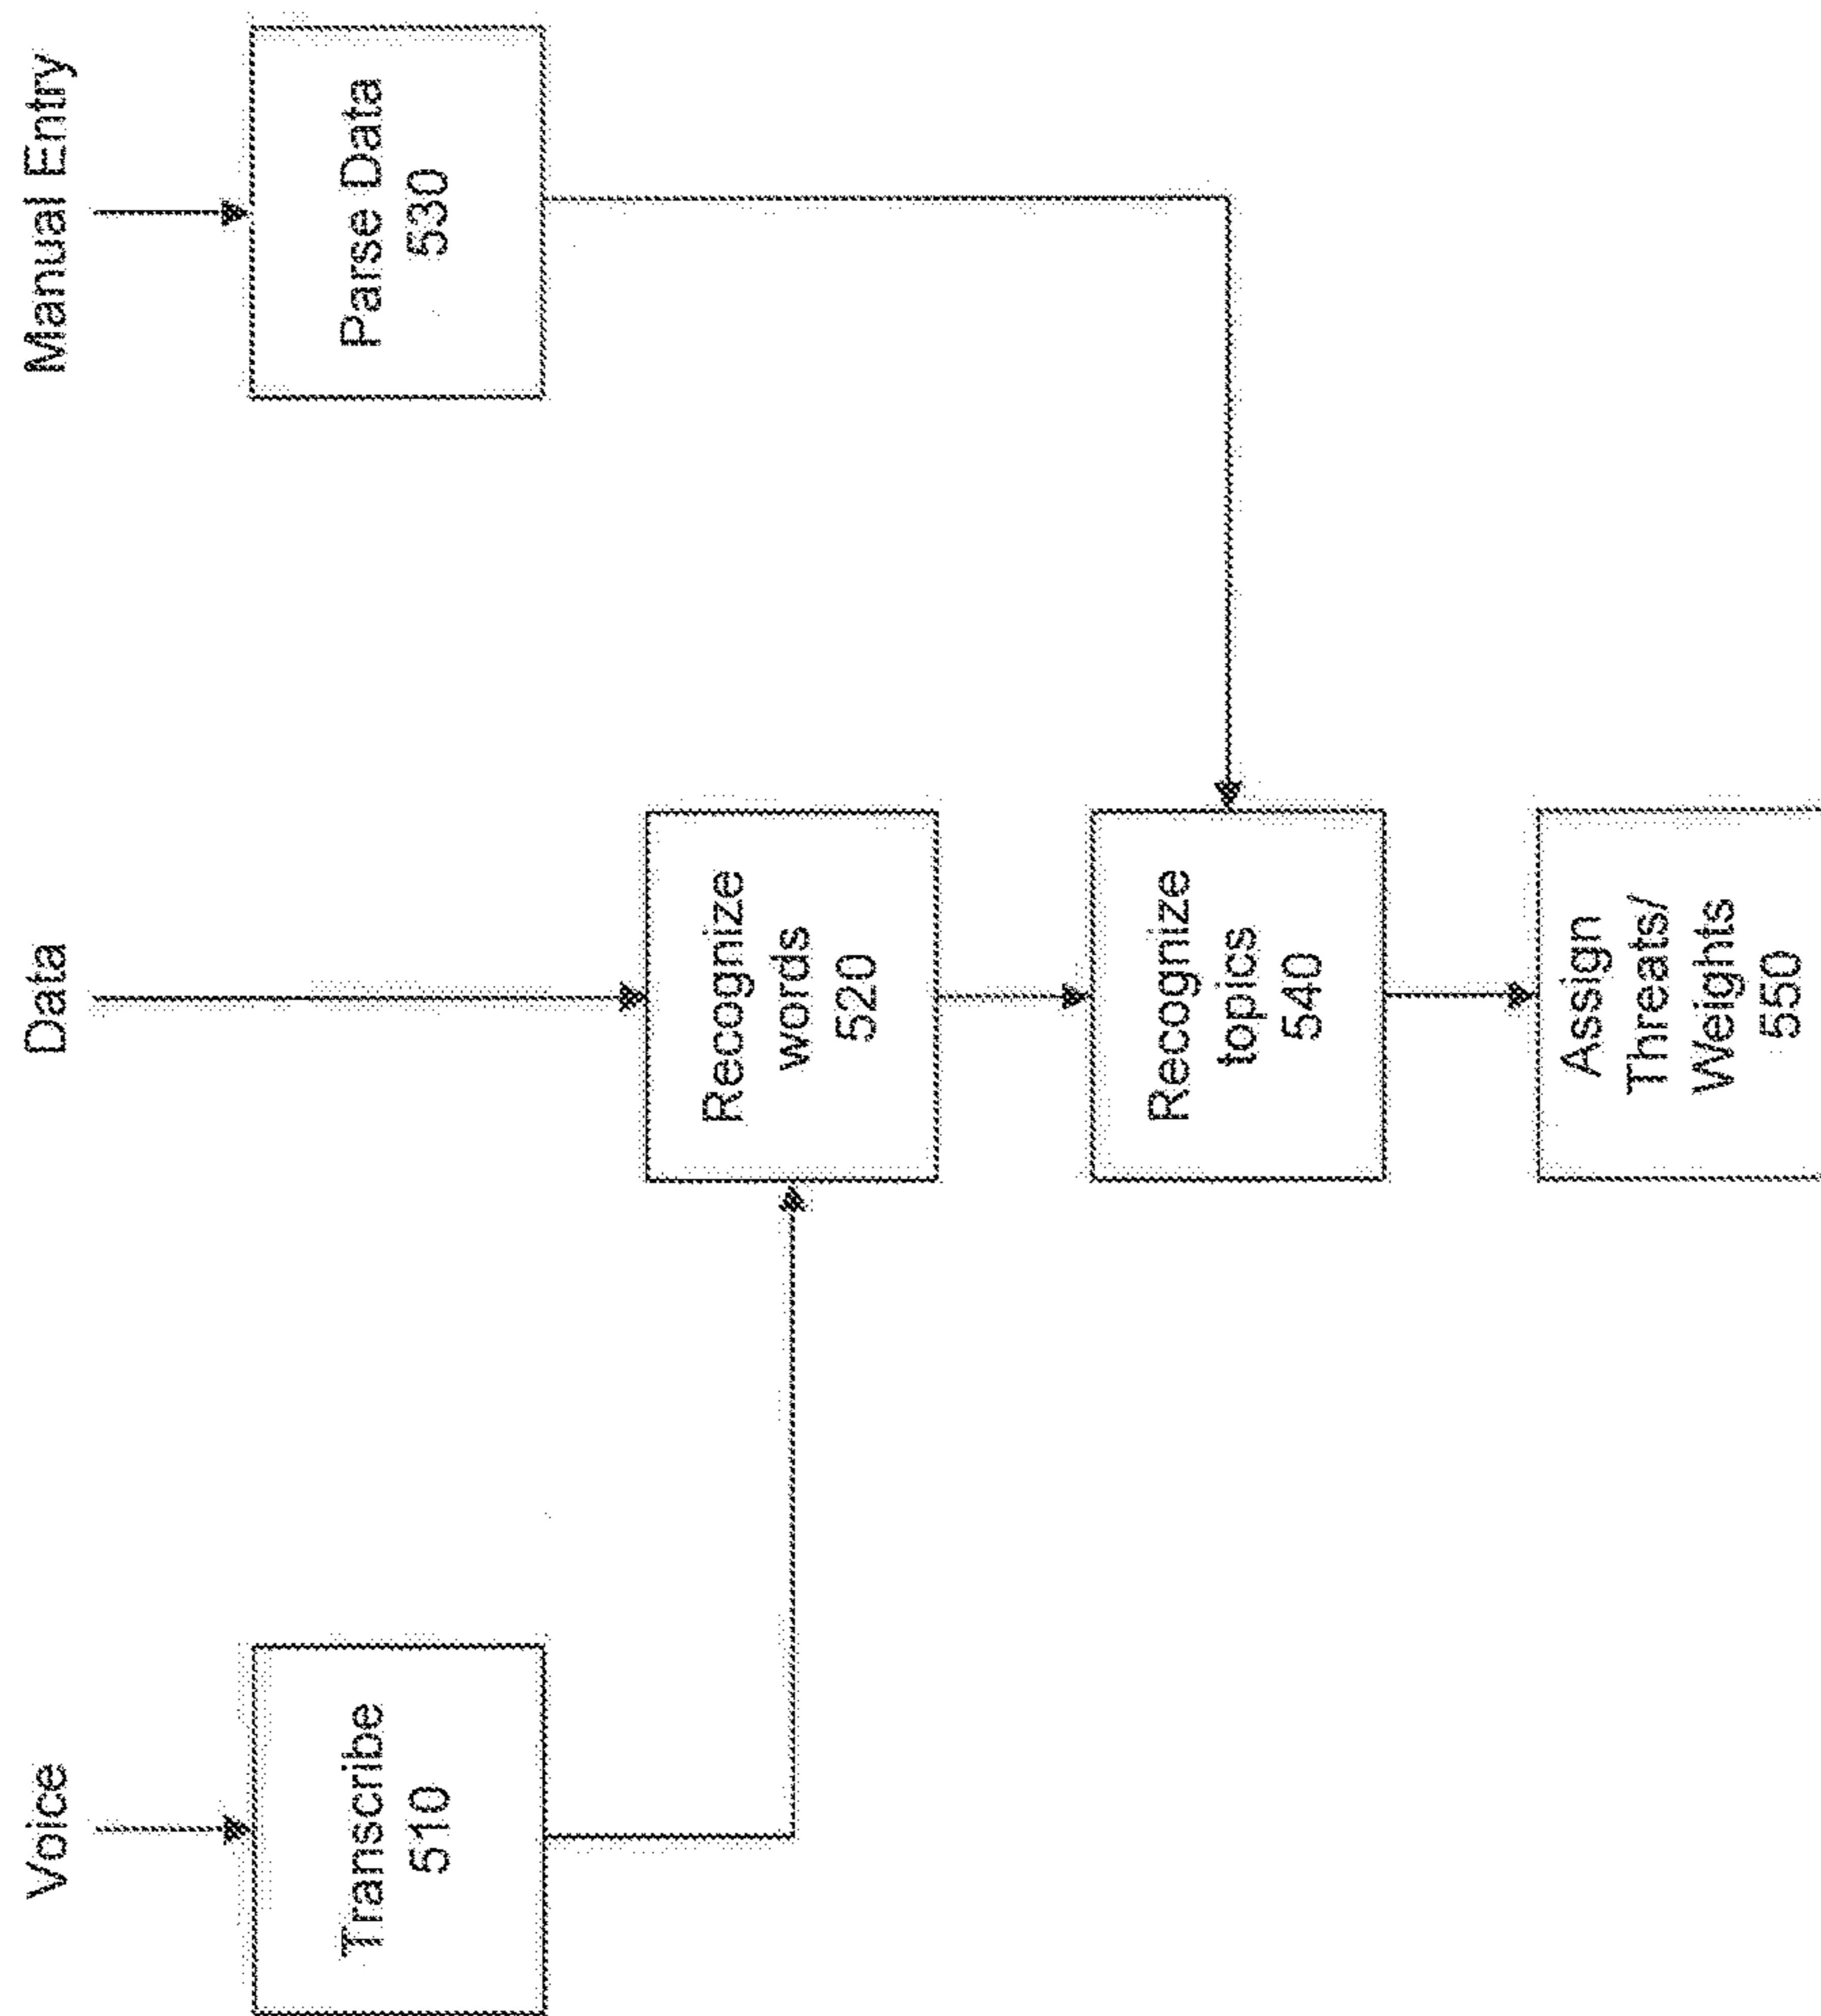 Voice
Data
Manual Entry
Transcribe
510
Parse Data
530
Recognize
words
520
Recognize
topics
540
Assign
Threats/
Weights
550